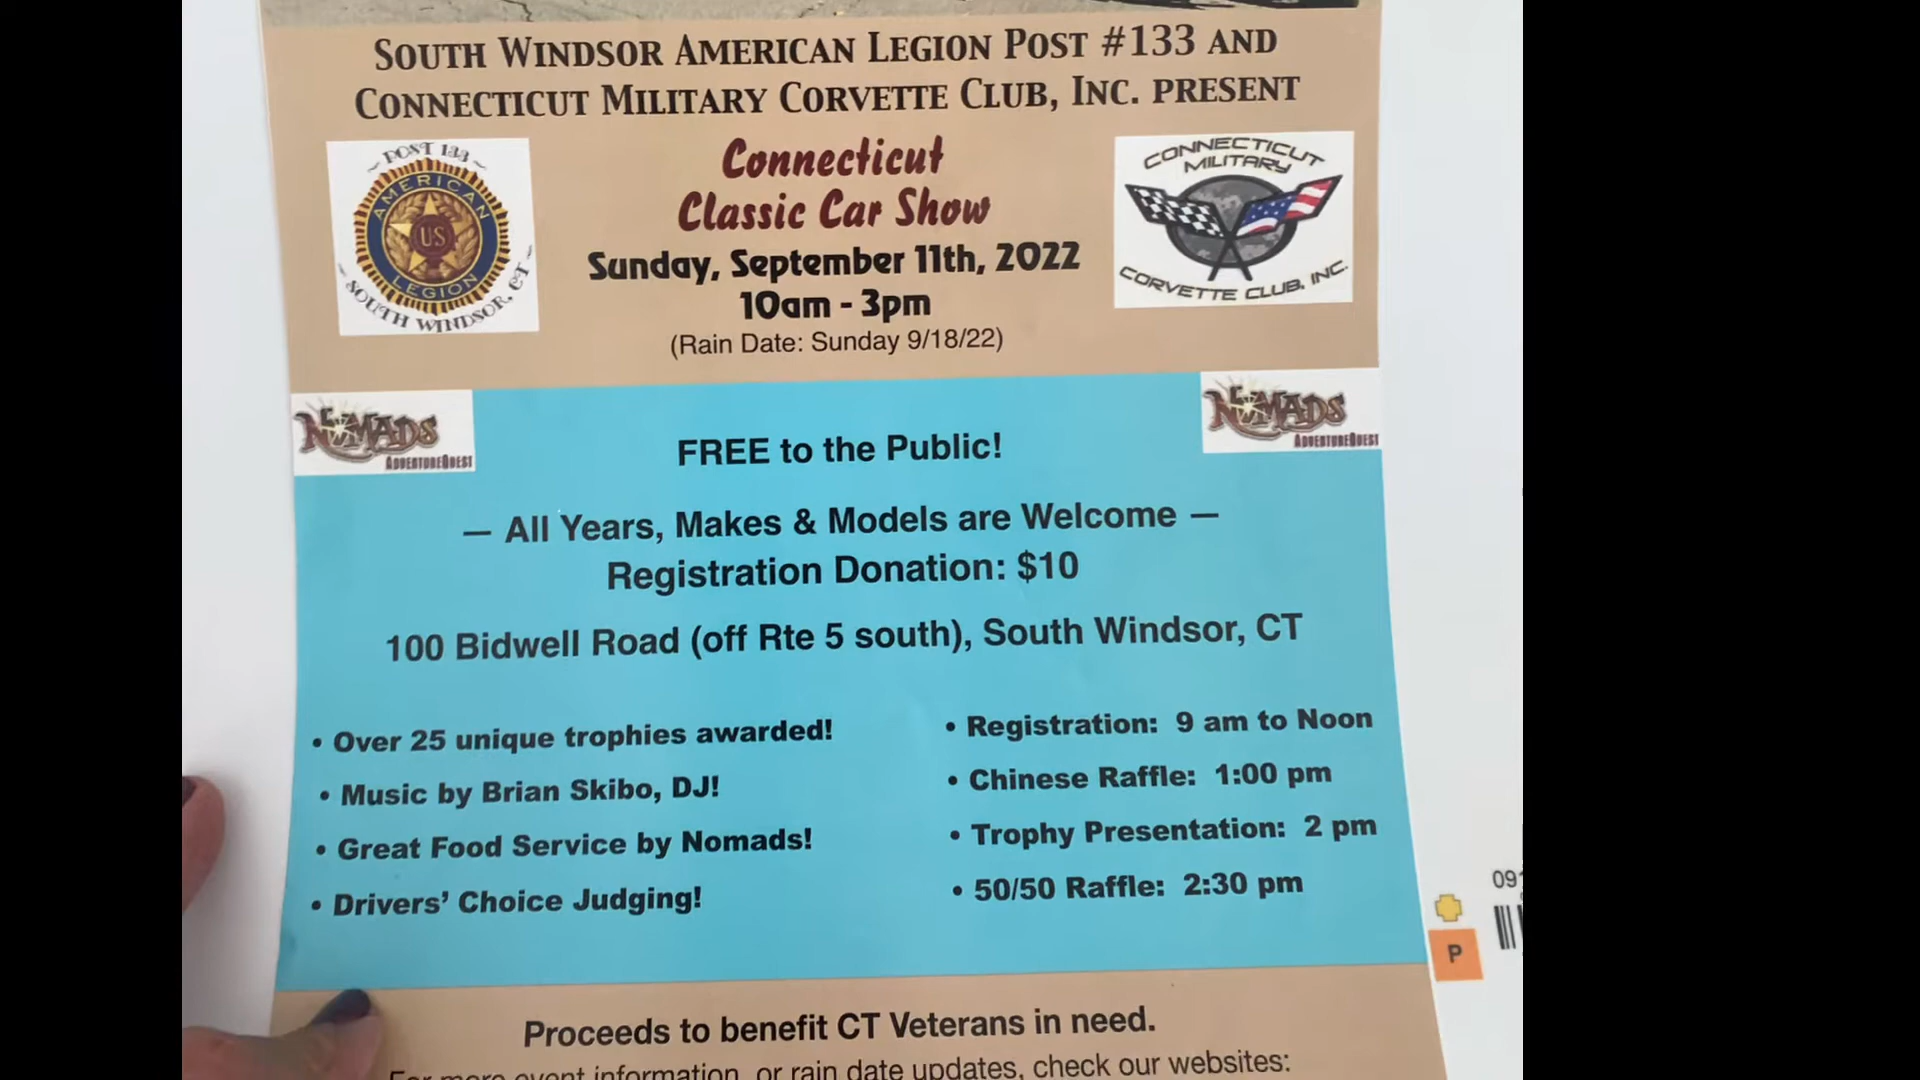 SOUTH WINDSOR AMERICAN LEGION POST #133 AND
CONNECTICUT MILITARY CORVETTE CLUB, INC. PRESENT
~ POST 133 ~
AMERICAN
US
LEGION
~ SOUTH WINDSOR, CT ~
Connecticut
Classic Car Show
Sunday, September 11th, 2022
10am - 3pm
(Rain Date: Sunday 9/18/22)
CONNECTICUT
MILITARY
CORVETTE CLUB, INC.
NOMADS
ADVENTUREQUEST
NOMADS
ADVENTUREQUEST
FREE to the Public!
— All Years, Makes & Models are Welcome —
Registration Donation: $10
100 Bidwell Road (off Rte 5 south), South Windsor, CT
• Over 25 unique trophies awarded!
• Music by Brian Skibo, DJ!
• Great Food Service by Nomads!
• Drivers’ Choice Judging!
• Registration: 9 am to Noon
• Chinese Raffle: 1:00 pm
• Trophy Presentation: 2 pm
• 50/50 Raffle: 2:30 pm
P
Proceeds to benefit CT Veterans in need.
For more event information, or rain date updates, check our websites: